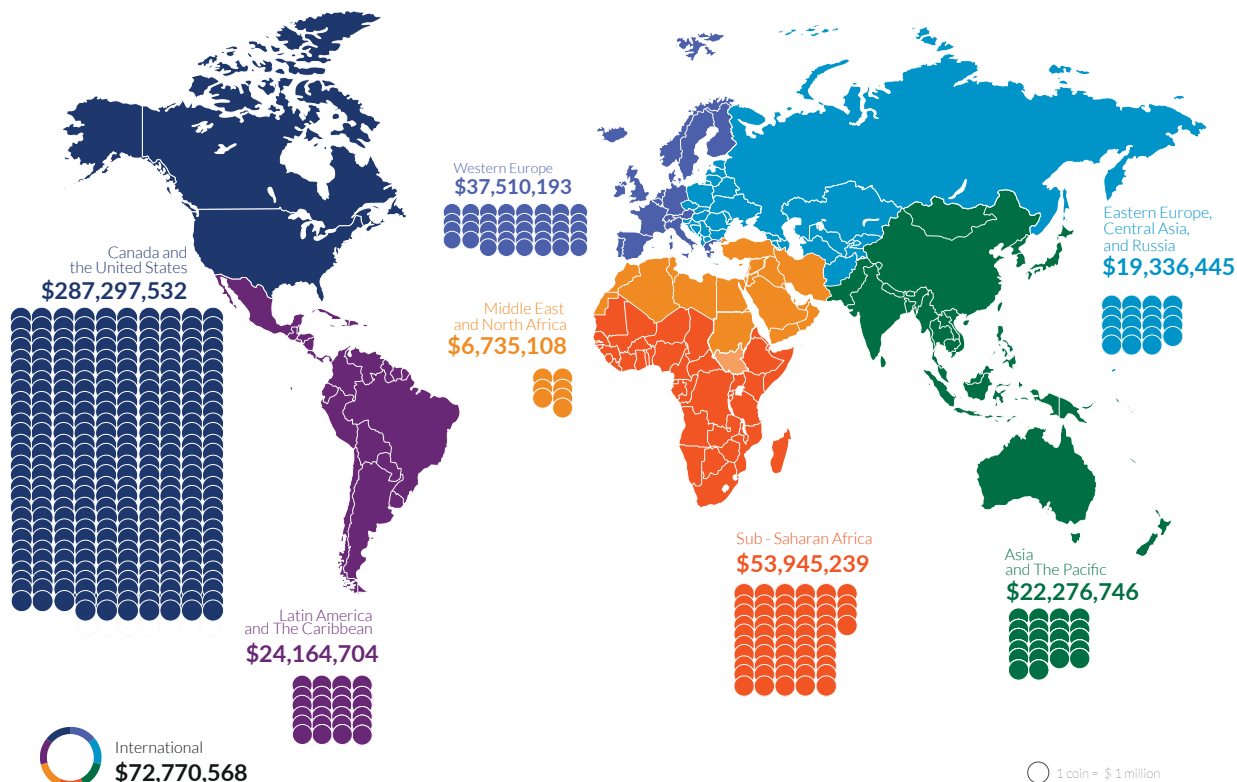 Western Europe
$37,510,193
Canada and
the United States
$287,297,532
Eastern Europe,
Central Asia,
and Russia
$19,336,445
Middle East
and North Africa
$6,735,108
Sub - Saharan Africa
$53,945,239
Asia
and The Pacific
$22,276,746
Latin America
and The Caribbean
$24,164,704
International
$72,770,568
1 coin = $ 1 million